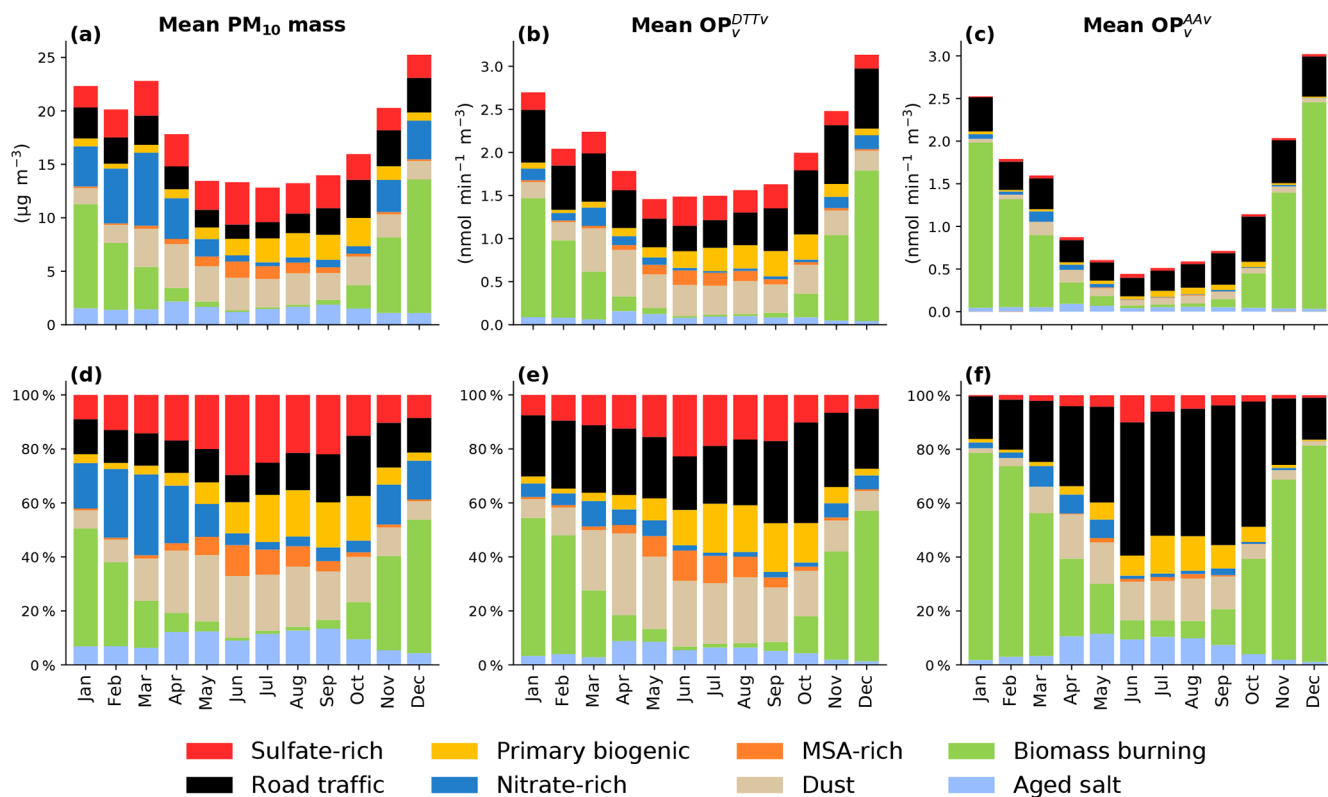 Mean PM₁₀ mass
Mean OPᵥᴰᵀᵀᵛ
Mean OPᵥᴬᴬᵛ
(a)
(b)
(c)
(µg m⁻³)
25
20
15
10
5
0
(nmol min⁻¹ m⁻³)
3.0
2.5
2.0
1.5
1.0
0.5
0.0
(nmol min⁻¹ m⁻³)
3.0
2.5
2.0
1.5
1.0
0.5
0.0
(d)
(e)
(f)
100 %
80 %
60 %
40 %
20 %
0 %
100 %
80 %
60 %
40 %
20 %
0 %
100 %
80 %
60 %
40 %
20 %
0 %
Jan Feb Mar Apr May Jun Jul Aug Sep Oct Nov Dec
Jan Feb Mar Apr May Jun Jul Aug Sep Oct Nov Dec
Jan Feb Mar Apr May Jun Jul Aug Sep Oct Nov Dec
Sulfate-rich Primary biogenic MSA-rich Biomass burning
Road traffic Nitrate-rich Dust Aged salt